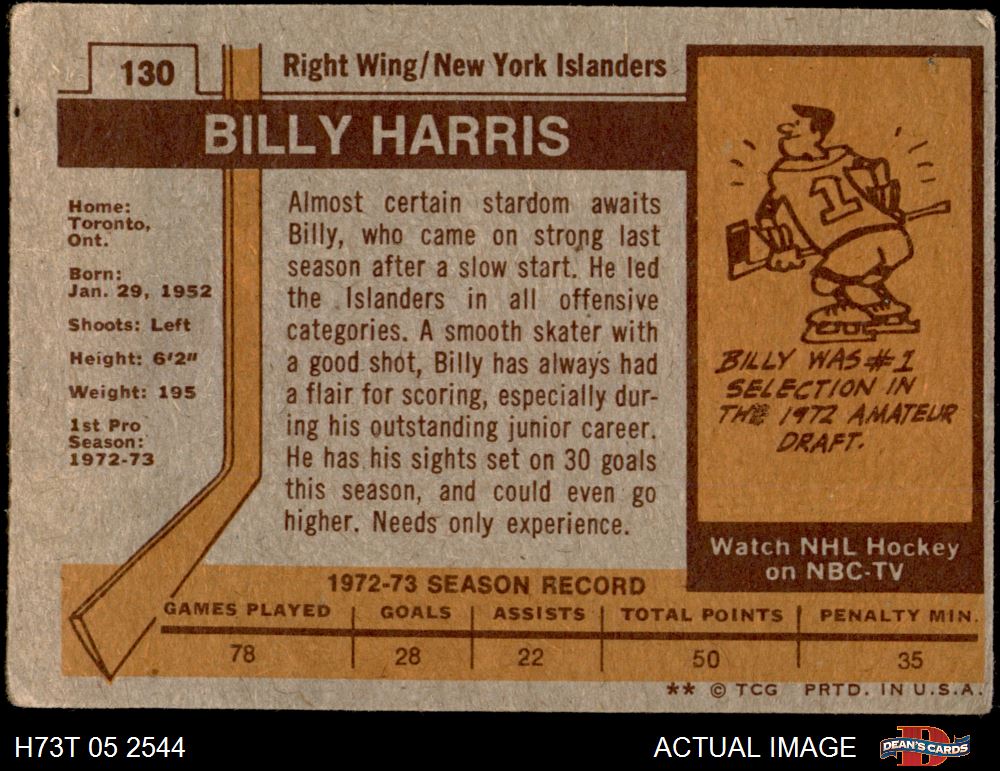 130
Right Wing/New York Islanders
BILLY HARRIS
Home:
Toronto,
Ont.
Born:
Jan. 29, 1952
Shoots: Left
Height: 6'2"
Weight: 195
1st Pro
Season:
1972-73
Almost certain stardom awaits
Billy, who came on strong last
season after a slow start. He led
the Islanders in all offensive
categories. A smooth skater with
a good shot, Billy has always had
a flair for scoring, especially dur-
ing his outstanding junior career.
He has his sights set on 30 goals
this season, and could even go
higher. Needs only experience.
1
BILLY WAS #1
SELECTION IN
THE 1972 AMATEUR
DRAFT.
Watch NHL Hockey
on NBC-TV
1972-73 SEASON RECORD
GAMES PLAYED GOALS ASSISTS TOTAL POINTS PENALTY MIN.
78 28 22 50 35
** © TCG PRTD. IN U.S.A.
H73T 05 2544 ACTUAL IMAGE DEAN'S CARDS